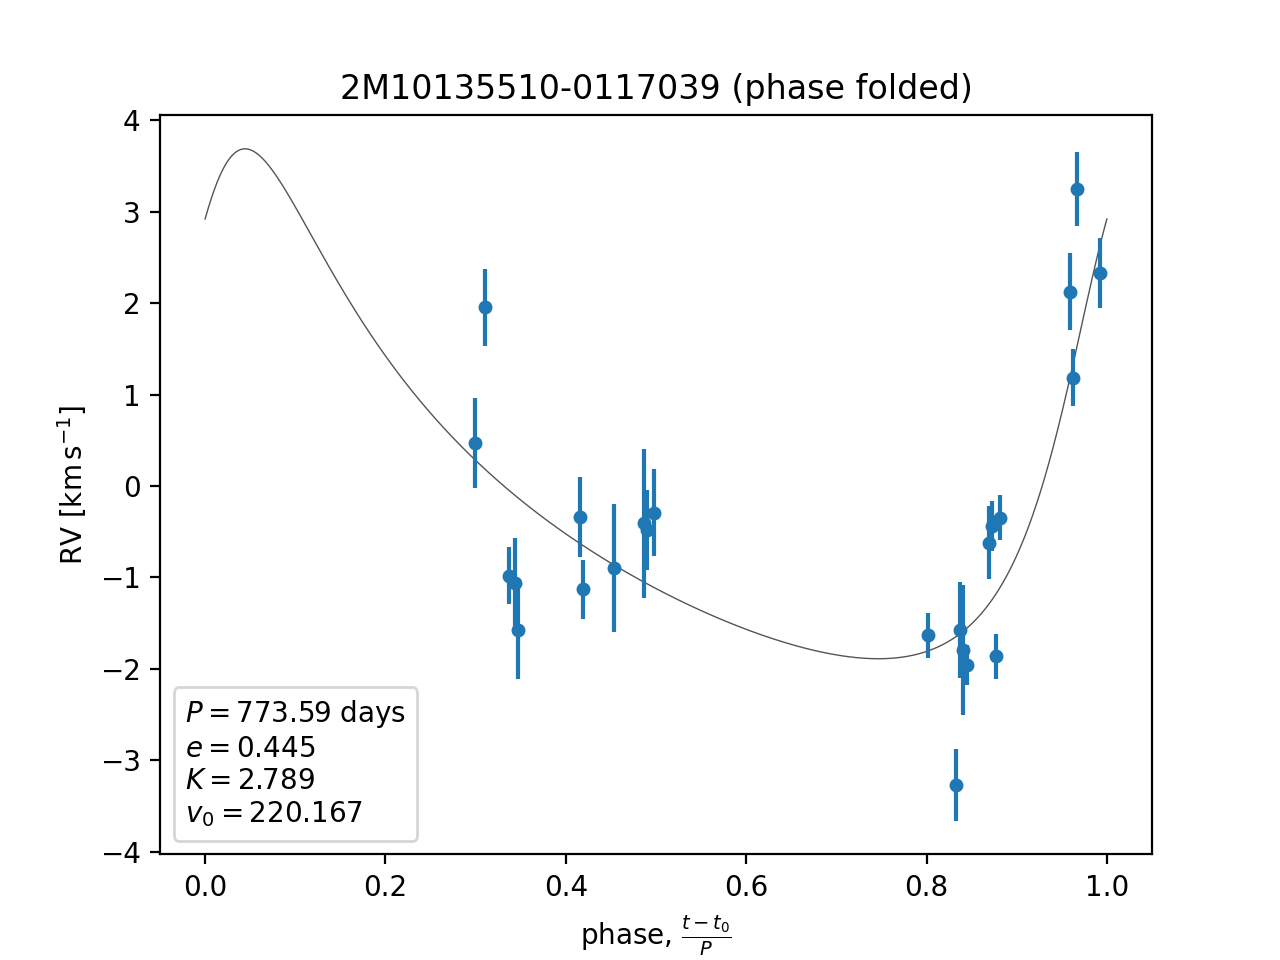 2M10135510-0117039 (phase folded)
4
3
2
1
0
−1
−2
−3
−4
RV [km s⁻¹]
P = 773.59 days
e = 0.445
K = 2.789
v₀ = 220.167
0.0 0.2 0.4 0.6 0.8 1.0
phase, (t − t₀)/P